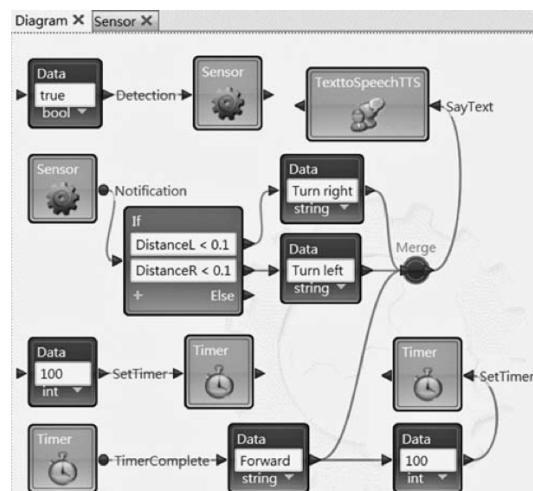 Diagram X Sensor X
Data
true
bool
Detection
Sensor
TexttoSpeechTTS
SayText
Sensor
Notification
If
DistanceL < 0.1
DistanceR < 0.1
+ Else
Data
Turn right
string
Data
Turn left
string
Merge
Data
100
int
SetTimer
Timer
Timer
SetTimer
Timer
TimerComplete
Data
Forward
string
Data
100
int